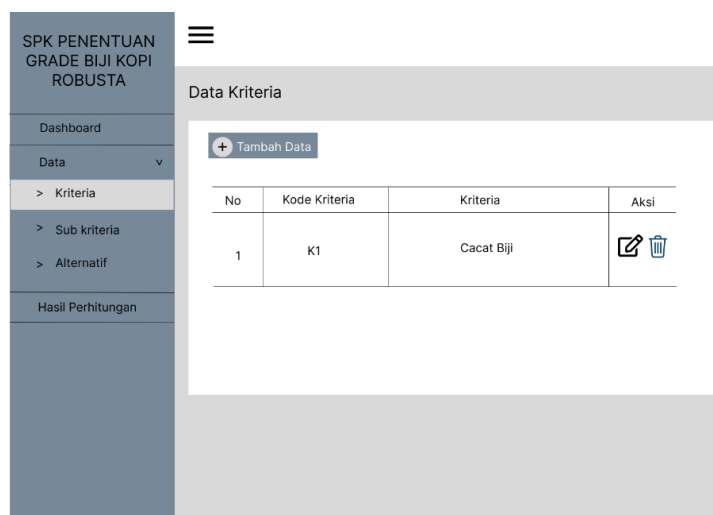 SPK PENENTUAN
GRADE BIJI KOPI
ROBUSTA
Dashboard
Data v
> Kriteria
> Sub kriteria
> Alternatif
Hasil Perhitungan
Data Kriteria
+ Tambah Data
No Kode Kriteria Kriteria Aksi
1 K1 Cacat Biji